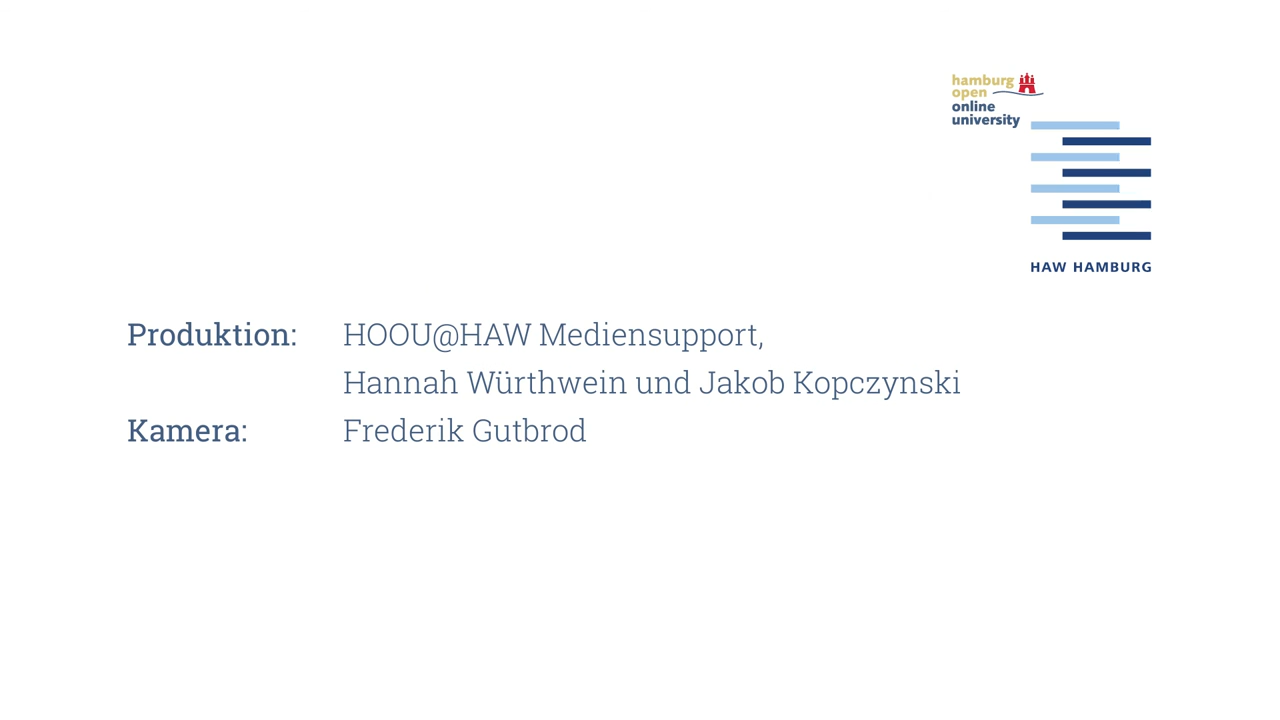 hamburg
open
online
university
HAW HAMBURG
Produktion: HOOU@HAW Mediensupport,
Hannah Würthwein und Jakob Kopczynski
Kamera: Frederik Gutbrod